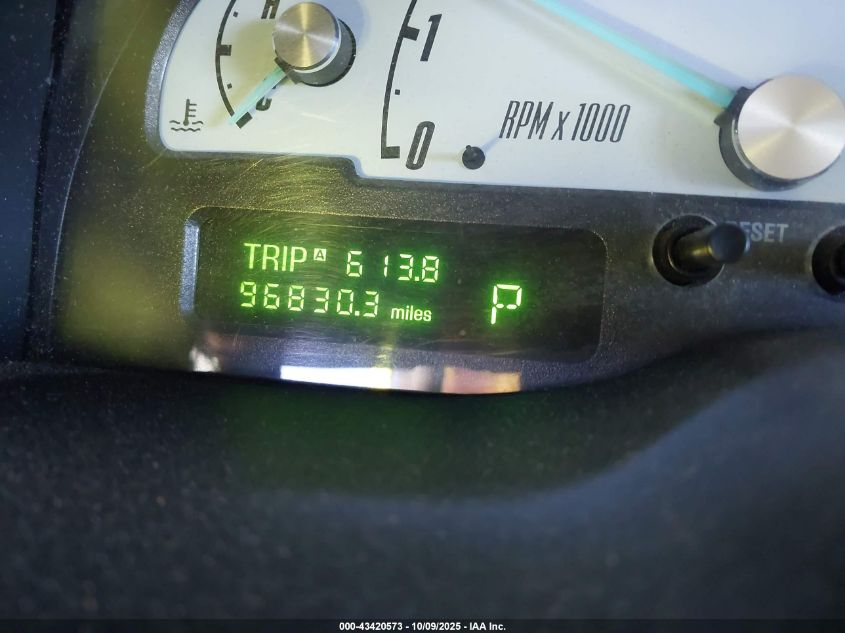 H
C
1
0
RPM x 1000
RESET
TRIP A 613.8
96830.3 miles
P
000-43420573 - 10/09/2025 - IAA Inc.